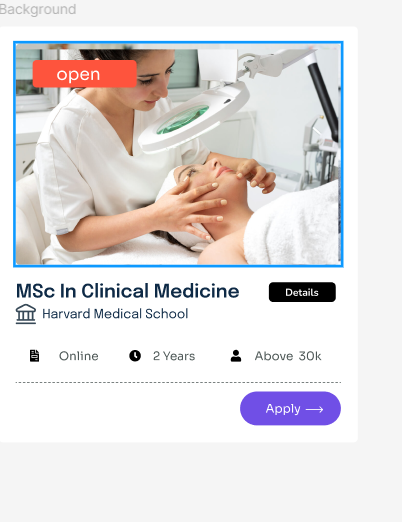 Background
open
MSc In Clinical Medicine
Details
Harvard Medical School
Online
2 Years
Above 30k
Apply